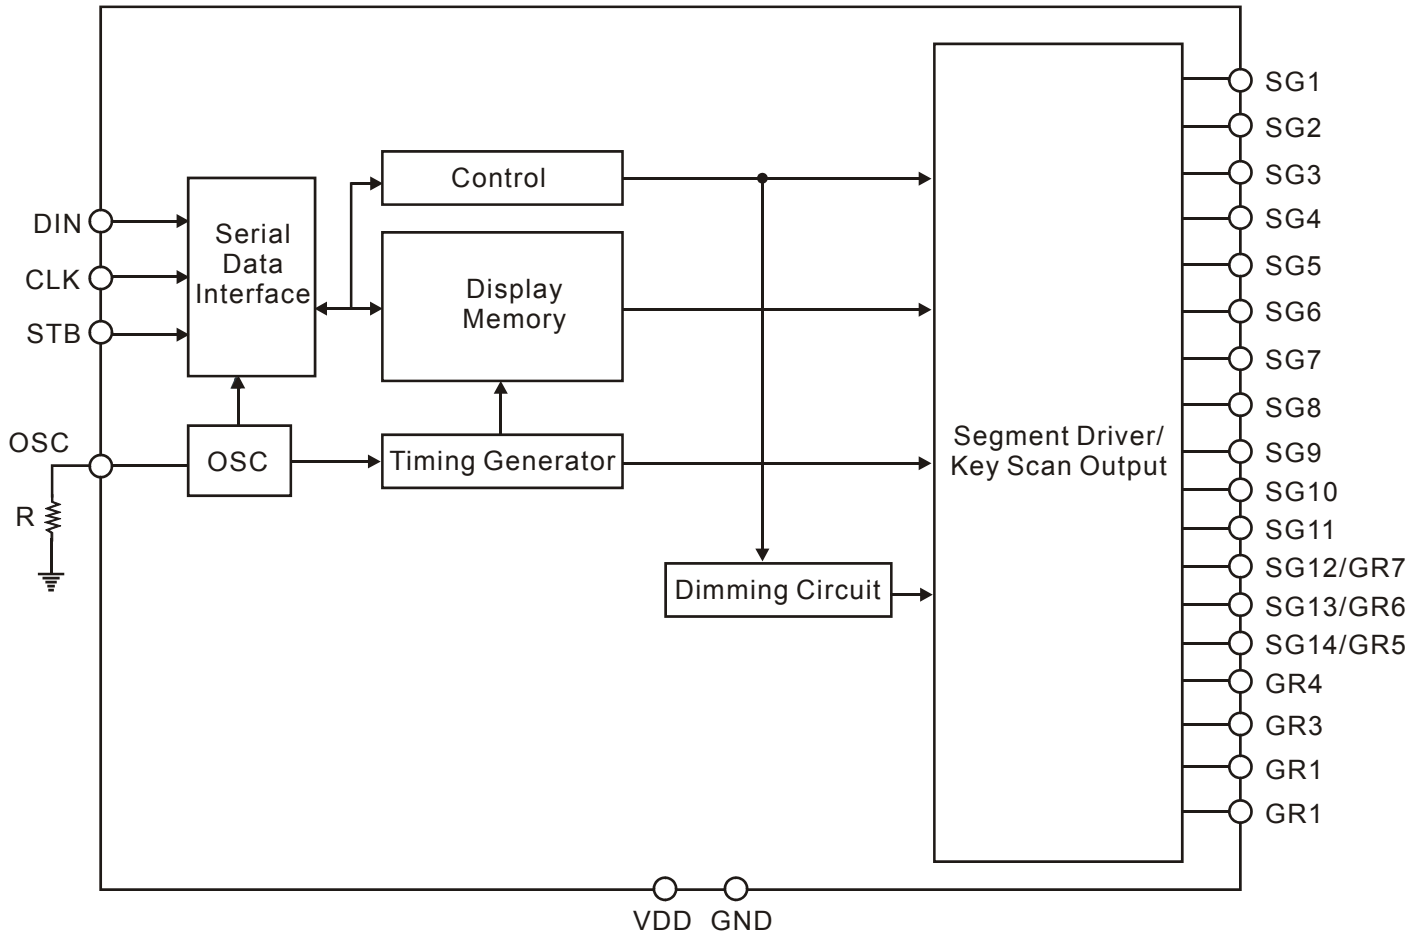 DIN
CLK
STB
OSC
R
Serial
Data
Interface
OSC
Control
Display
Memory
Timing Generator
Dimming Circuit
Segment Driver/
Key Scan Output
SG1
SG2
SG3
SG4
SG5
SG6
SG7
SG8
SG9
SG10
SG11
SG12/GR7
SG13/GR6
SG14/GR5
GR4
GR3
GR1
GR1
VDD GND